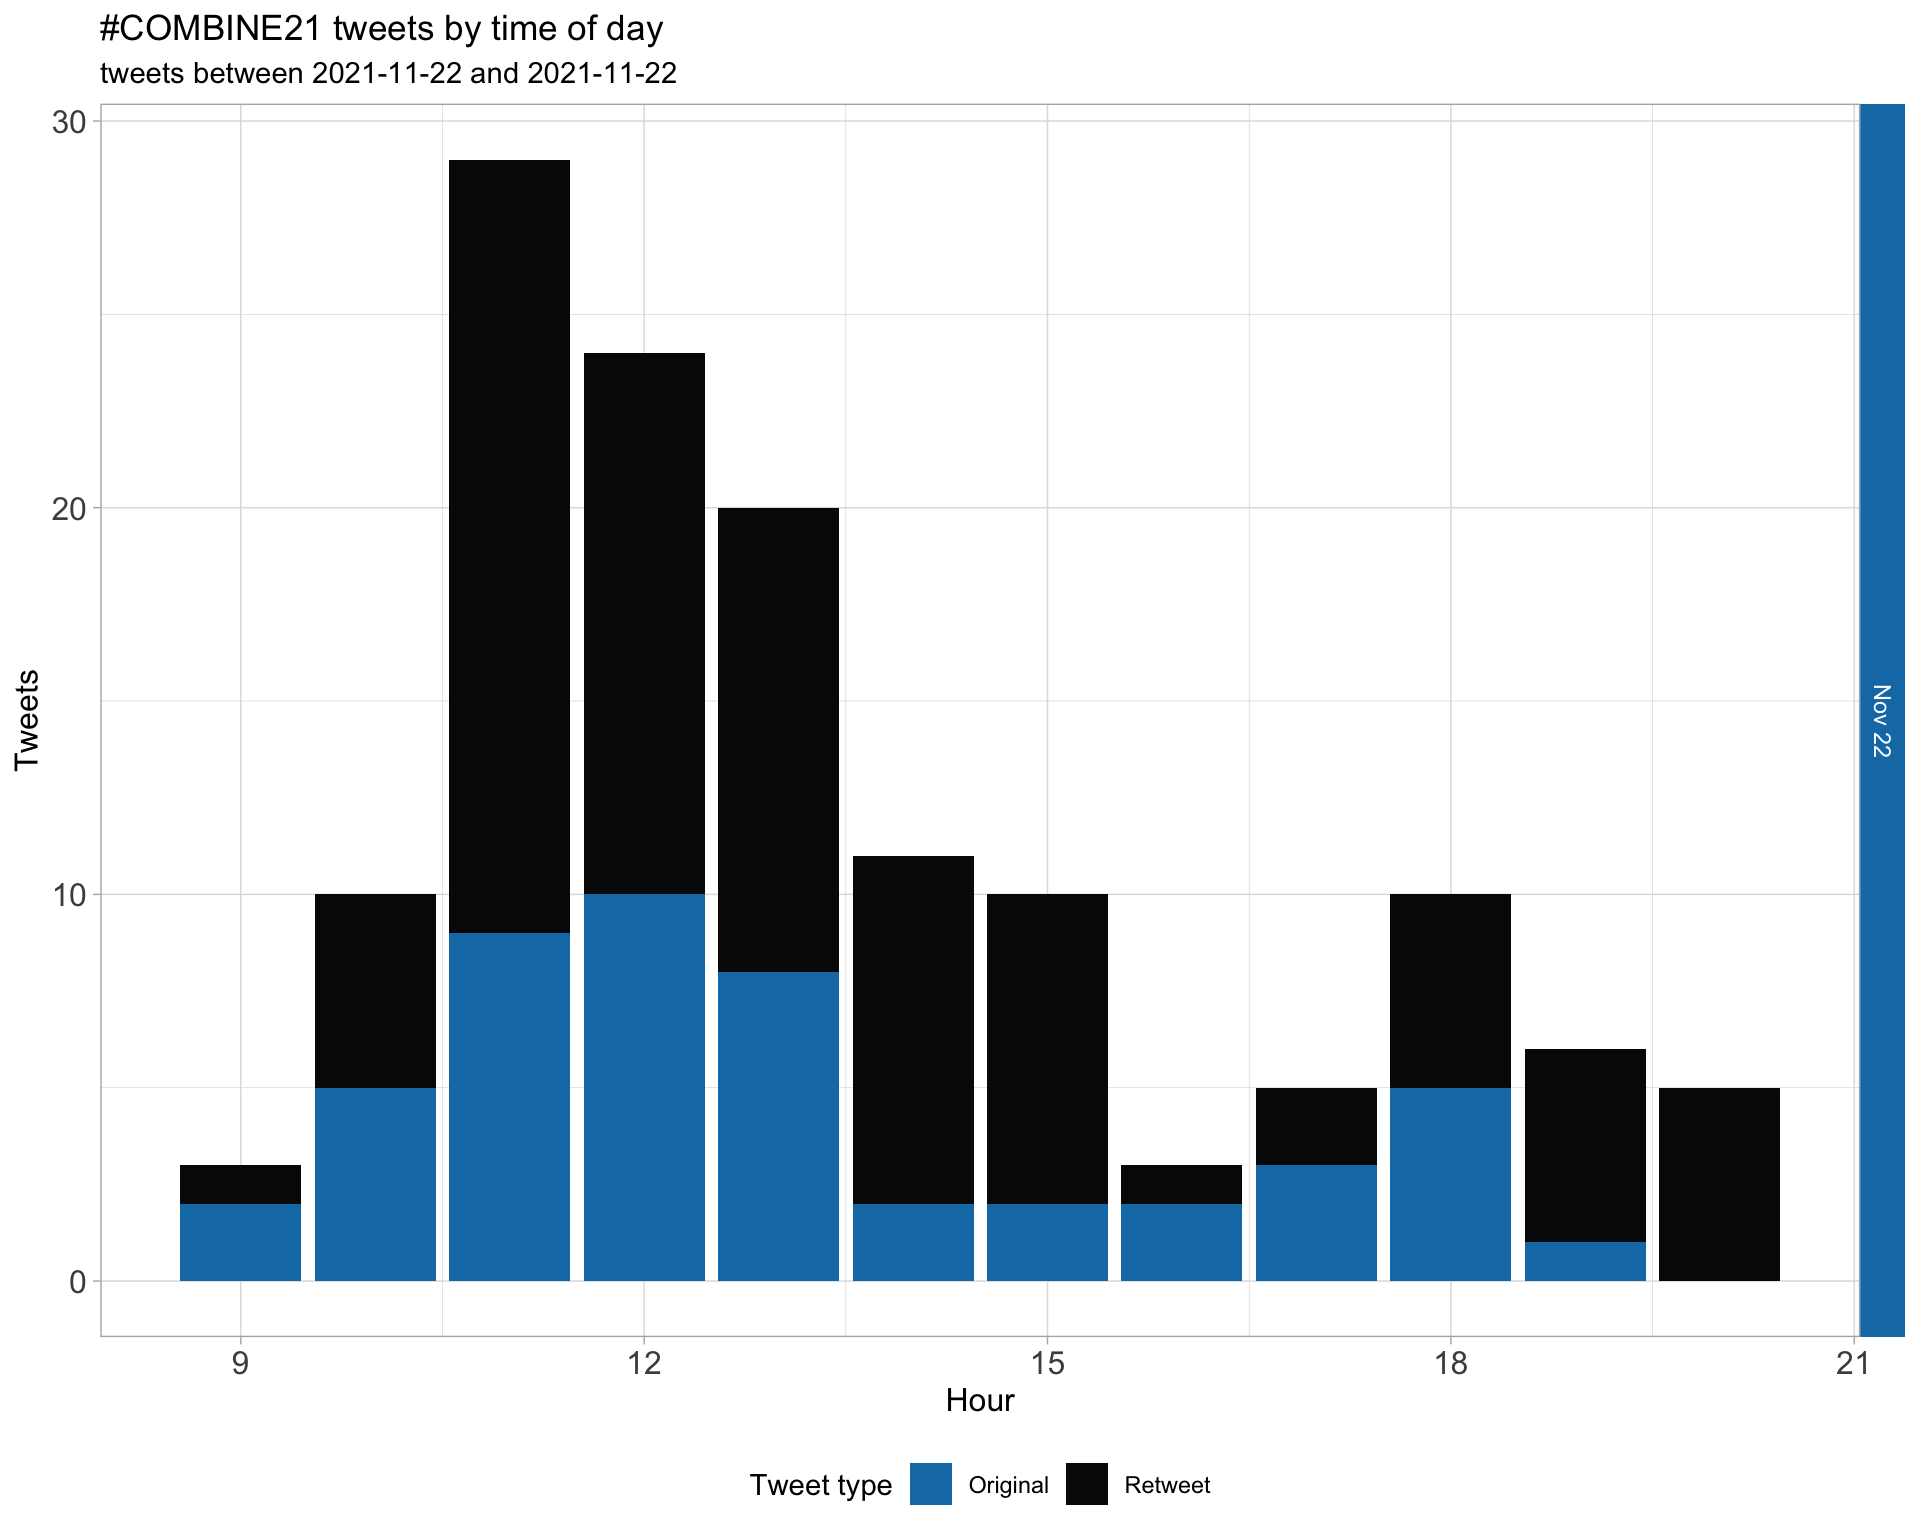 #COMBINE21 tweets by time of day
tweets between 2021-11-22 and 2021-11-22
30
20
10
0
Tweets
Nov 22
9 12 15 18 21
Hour
Tweet type Original Retweet